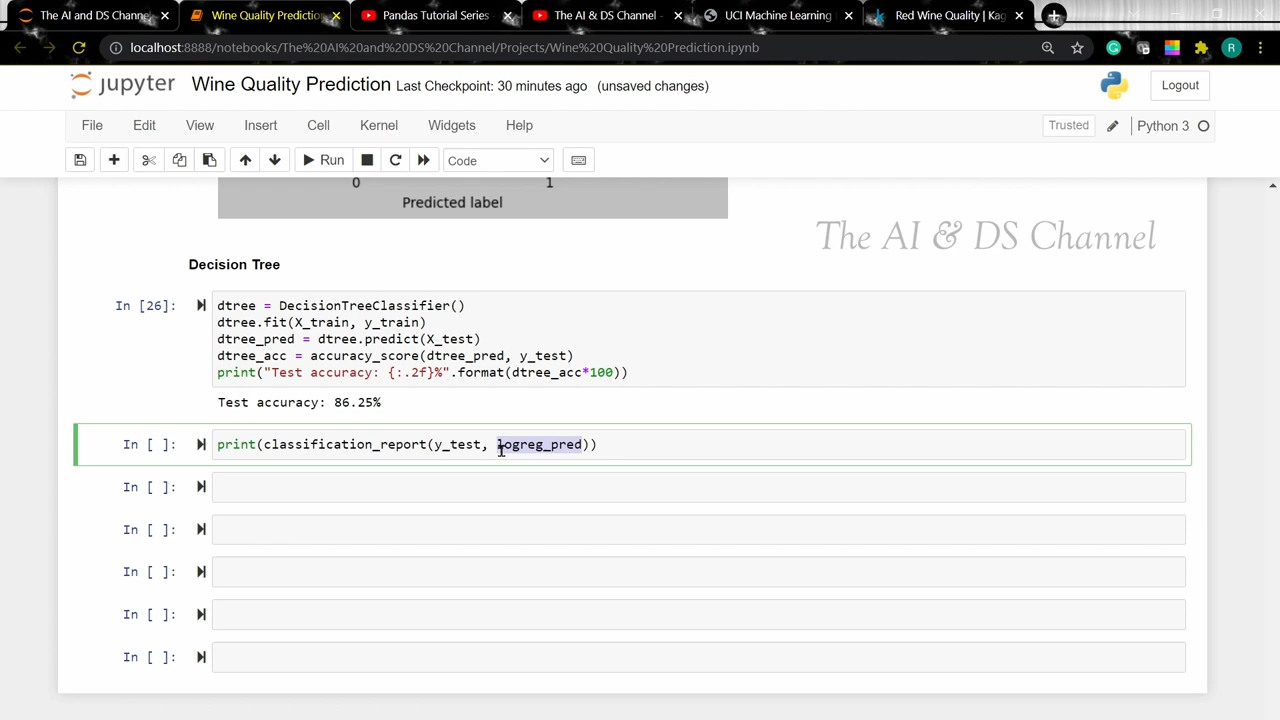 The AI and DS Channel
Wine Quality Predictio
Pandas Tutorial Series -
The AI & DS Channel -
UCI Machine Learning
Red Wine Quality | Kag
localhost:8888/notebooks/The%20AI%20and%20DS%20Channel/Projects/Wine%20Quality%20Prediction.ipynb
R
jupyter
Wine Quality Prediction Last Checkpoint: 30 minutes ago (unsaved changes)
Logout
File Edit View Insert Cell Kernel Widgets Help
Trusted
Python 3
Run
Code
0 1
Predicted label
The AI & DS Channel
Decision Tree
In [26]:
dtree = DecisionTreeClassifier()
dtree.fit(X_train, y_train)
dtree_pred = dtree.predict(X_test)
dtree_acc = accuracy_score(dtree_pred, y_test)
print("Test accuracy: {:.2f}%".format(dtree_acc*100))
Test accuracy: 86.25%
In [ ]: print(classification_report(y_test, logreg_pred))
In [ ]:
In [ ]:
In [ ]:
In [ ]:
In [ ]: